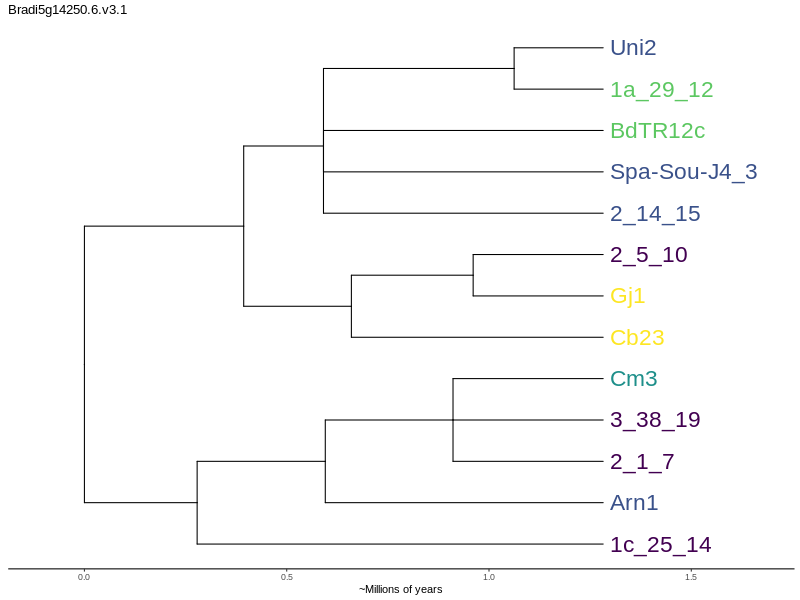 Bradi5g14250.6.v3.1
Uni2
1a_29_12
BdTR12c
Spa-Sou-J4_3
2_14_15
2_5_10
Gj1
Cb23
Cm3
3_38_19
2_1_7
Arn1
1c_25_14
0.0 0.5 1.0 1.5
~Millions of years